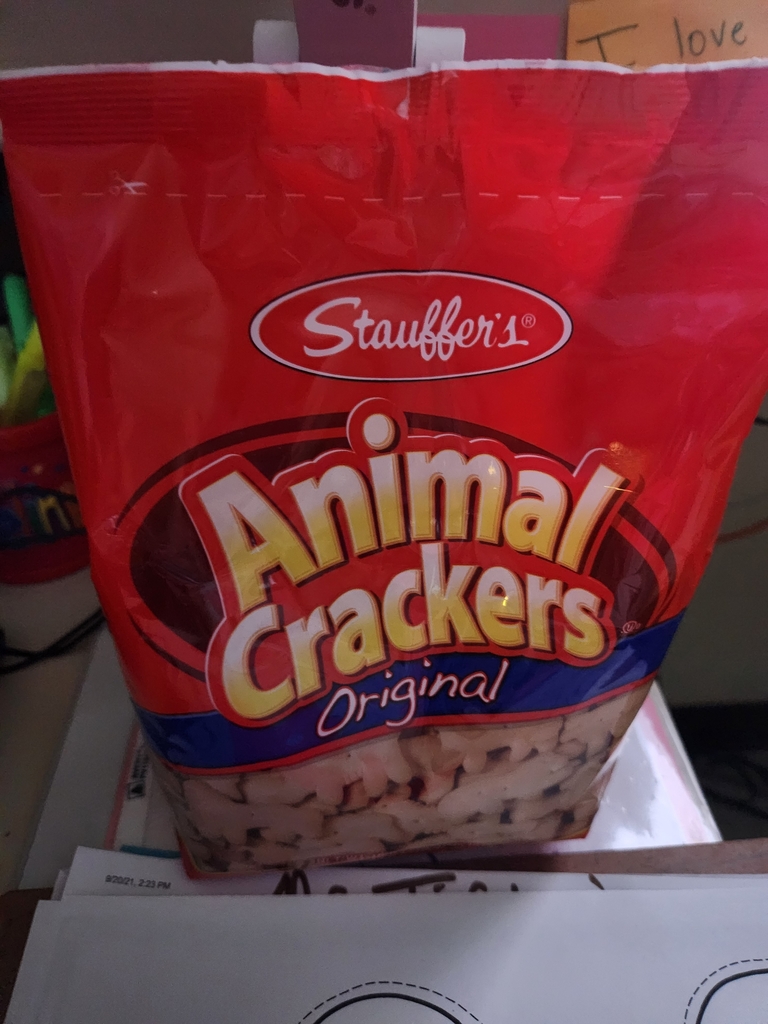 I love
Stauffer's®
Animal
Crackers
Original
9/20/21, 2:23 PM